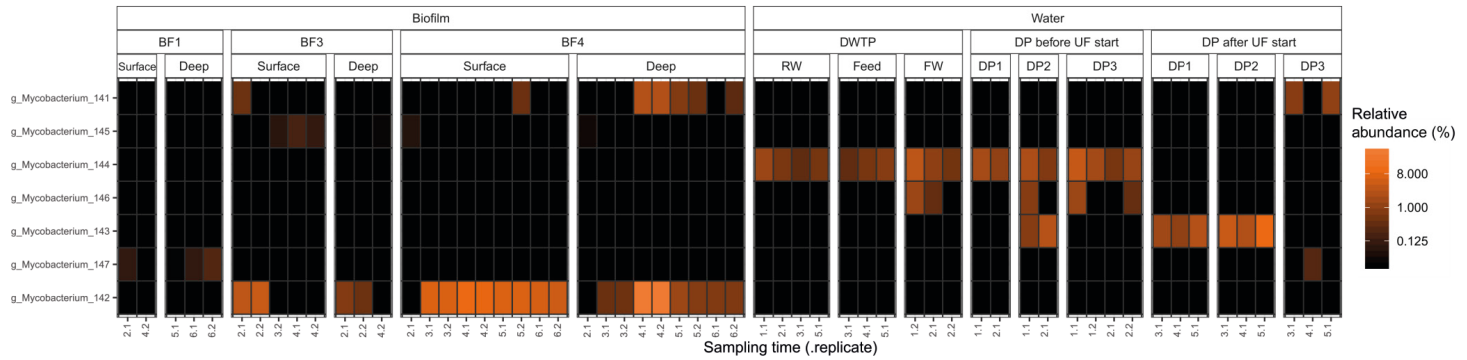 Biofilm Water
BF1 BF3 BF4 DWTP DP before UF start DP after UF start
Surface Deep Surface Deep Surface Deep RW Feed FW DP1 DP2 DP3 DP1 DP2 DP3
g_Mycobacterium_141
g_Mycobacterium_145
g_Mycobacterium_144
g_Mycobacterium_146
g_Mycobacterium_143
g_Mycobacterium_147
g_Mycobacterium_142
2.1 4.2 5.1 6.1 6.2 2.1 2.2 3.2 4.1 4.2 2.1 2.2 4.2 2.1 3.1 3.2 4.1 4.2 5.1 5.2 6.1 6.2 2.1 3.1 3.2 4.1 4.2 5.1 5.2 6.1 6.2 1.1 2.1 3.1 5.1 3.1 4.1 5.1 1.2 2.1 2.2 1.1 2.1 1.1 2.1 1.1 1.2 2.1 2.2 3.1 4.1 5.1 3.1 4.1 5.1 3.1 4.1 5.1
Sampling time (.replicate)
Relative
abundance (%)
8.000
1.000
0.125